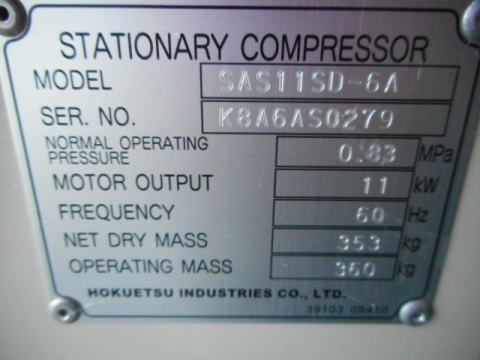 STATIONARY COMPRESSOR
MODEL SAS11SD-6A
SER. NO. K8A6AS0279
NORMAL OPERATING
PRESSURE 0.83 MPa
MOTOR OUTPUT 11 kW
FREQUENCY 60 Hz
NET DRY MASS 353 kg
OPERATING MASS 360 kg
HOKUETSU INDUSTRIES CO., LTD.
39103 09410